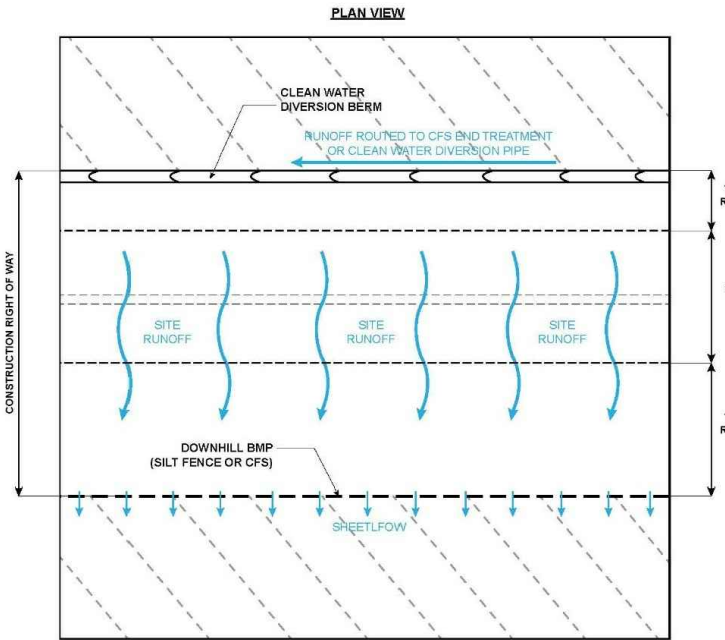 PLAN VIEW
CLEAN WATER
DIVERSION BERM
RUNOFF ROUTED TO CFS END TREATMENT
OR CLEAN WATER DIVERSION PIPE
CONSTRUCTION RIGHT OF WAY
R
SITE
RUNOFF
SITE
RUNOFF
SITE
RUNOFF
R
DOWNHILL BMP
(SILT FENCE OR CFS)
SHEETLFOW